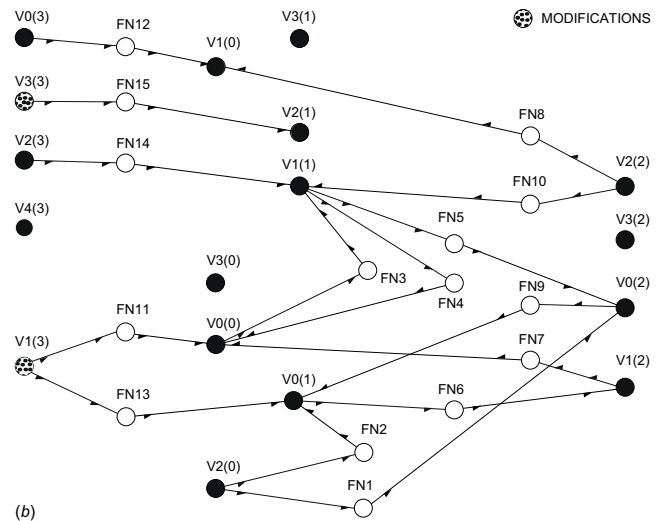 V0(3)
FN12
V3(1)
MODIFICATIONS
V1(0)
V3(3)
FN15
V2(1)
FN8
V2(3)
FN14
V1(1)
V2(2)
FN10
V4(3)
FN5
V3(2)
V3(0)
FN3
FN4
FN9
V0(2)
FN11
V0(0)
FN7
V1(3)
V0(1)
V1(2)
FN13
FN6
FN2
V2(0)
FN1
(b)